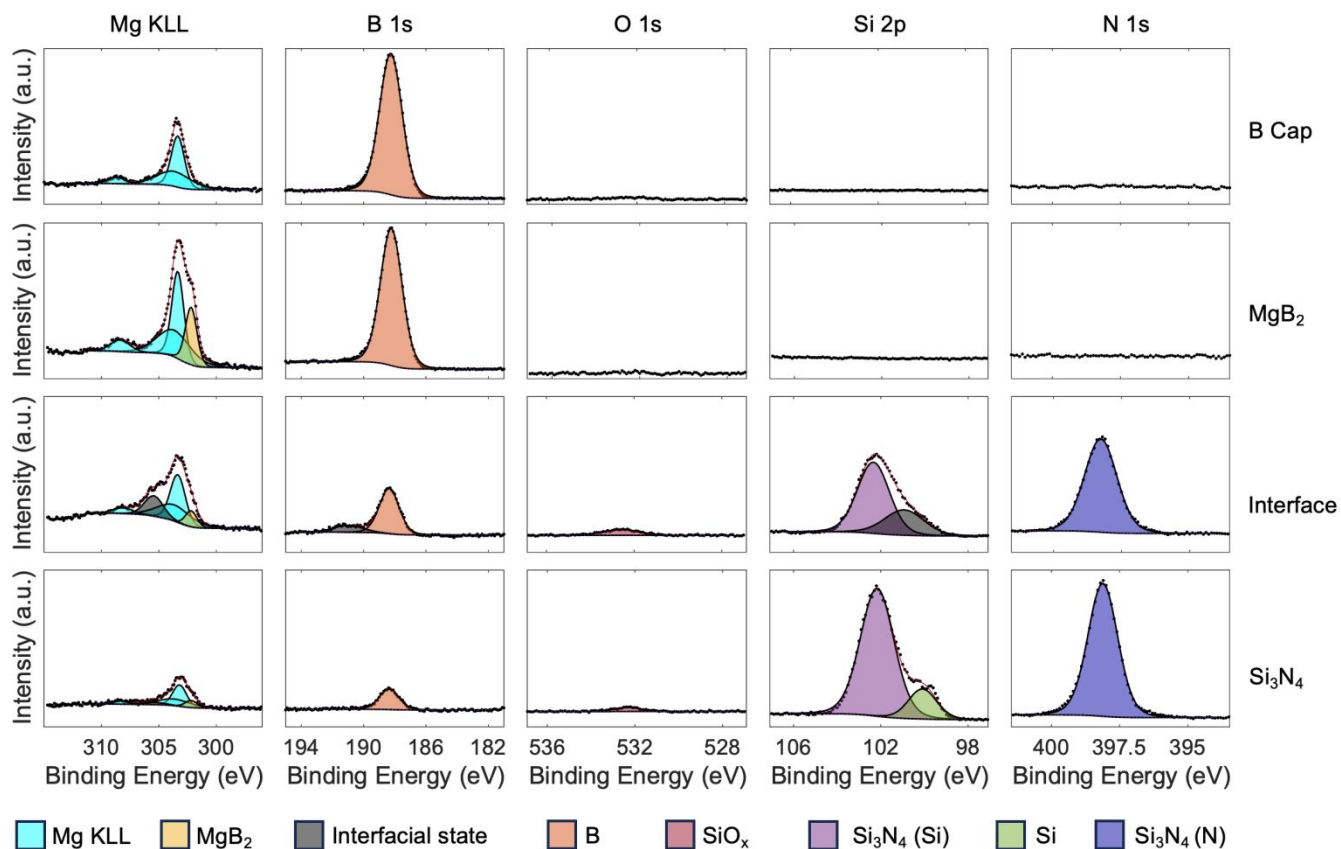 Mg KLL B 1s O 1s Si 2p N 1s
Intensity (a.u.) B Cap
Intensity (a.u.) MgB₂
Intensity (a.u.) Interface
Intensity (a.u.) Si₃N₄
310 305 300 194 190 186 182 536 532 528 106 102 98 400 397.5 395
Binding Energy (eV) Binding Energy (eV) Binding Energy (eV) Binding Energy (eV) Binding Energy (eV)
Mg KLL MgB₂ Interfacial state B SiOₓ Si₃N₄ (Si) Si Si₃N₄ (N)